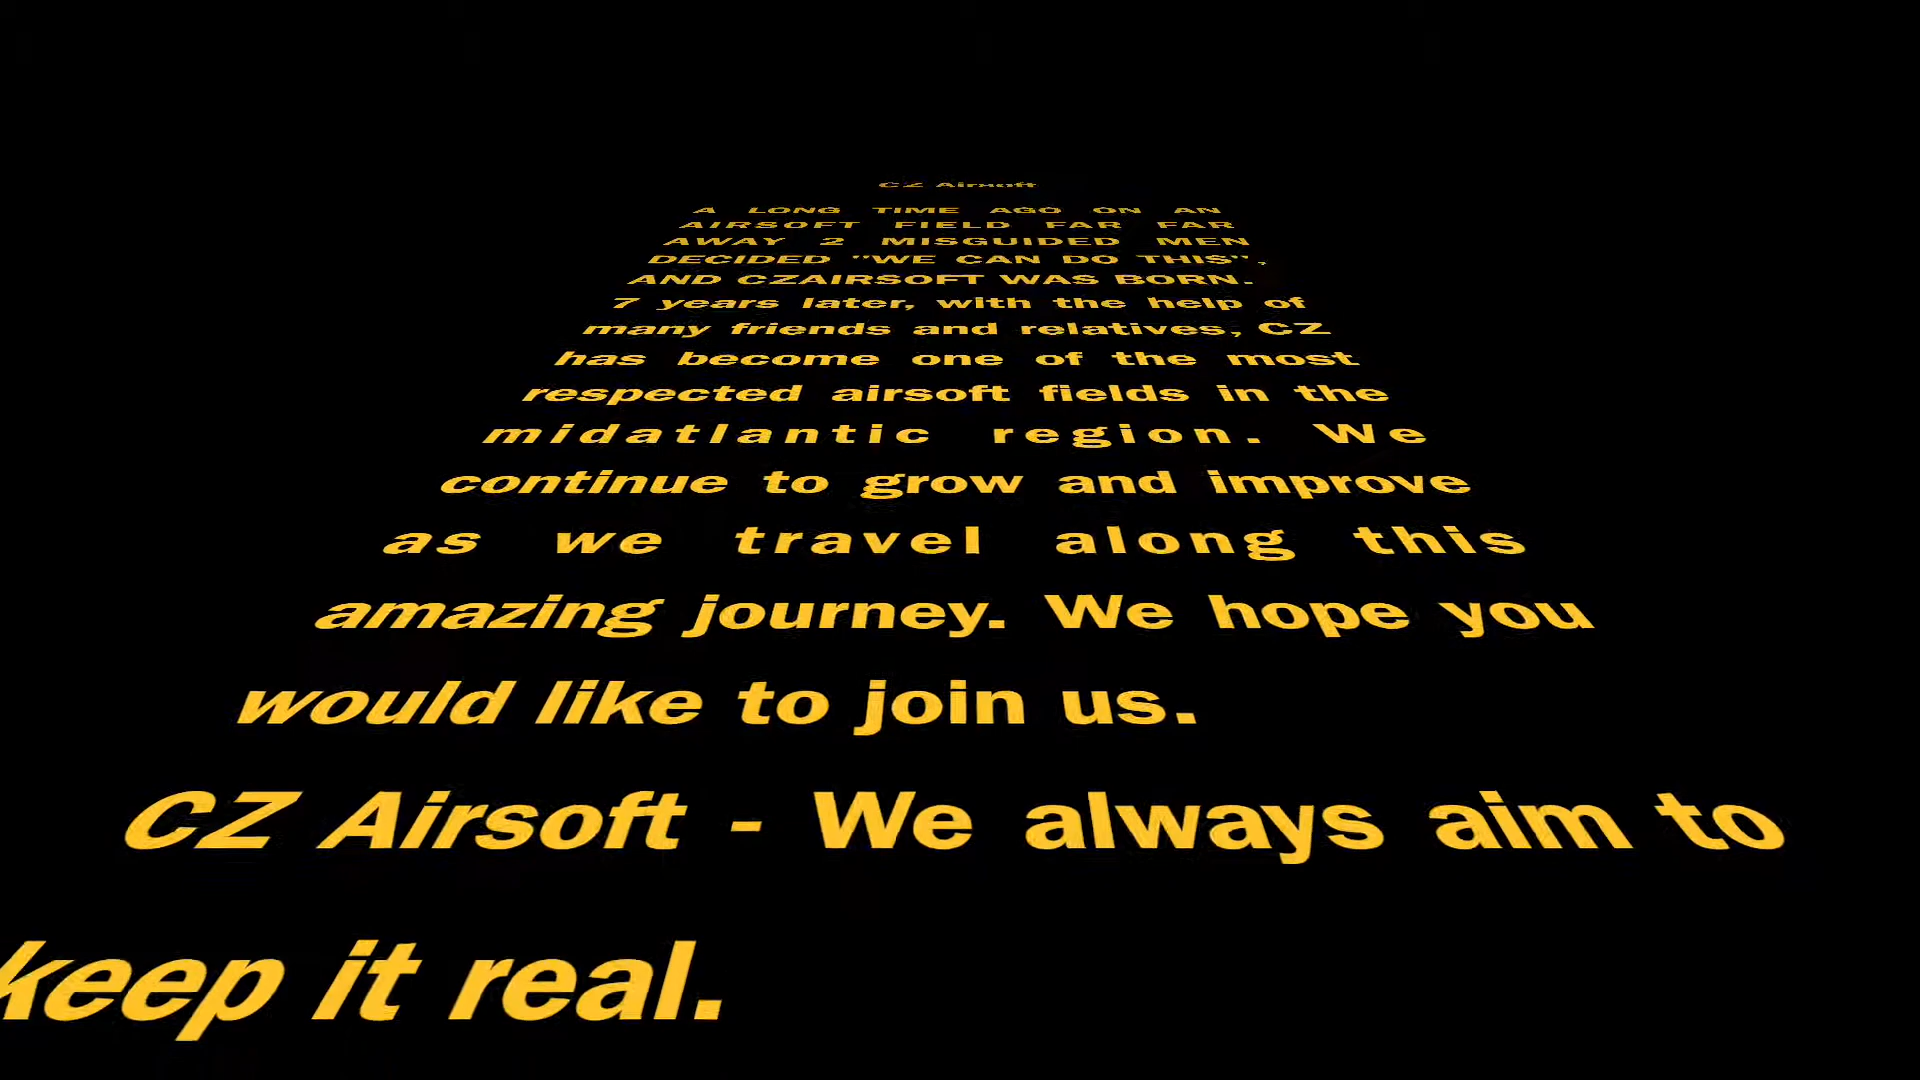 CZ Airsoft
A LONG TIME AGO ON AN
AIRSOFT FIELD FAR FAR
AWAY 2 MISGUIDED MEN
DECIDED "WE CAN DO THIS",
AND CZAIRSOFT WAS BORN.
7 years later, with the help of
many friends and relatives, CZ
has become one of the most
respected airsoft fields in the
midatlantic region. We
continue to grow and improve
as we travel along this
amazing journey. We hope you
would like to join us.
CZ Airsoft - We always aim to
keep it real.